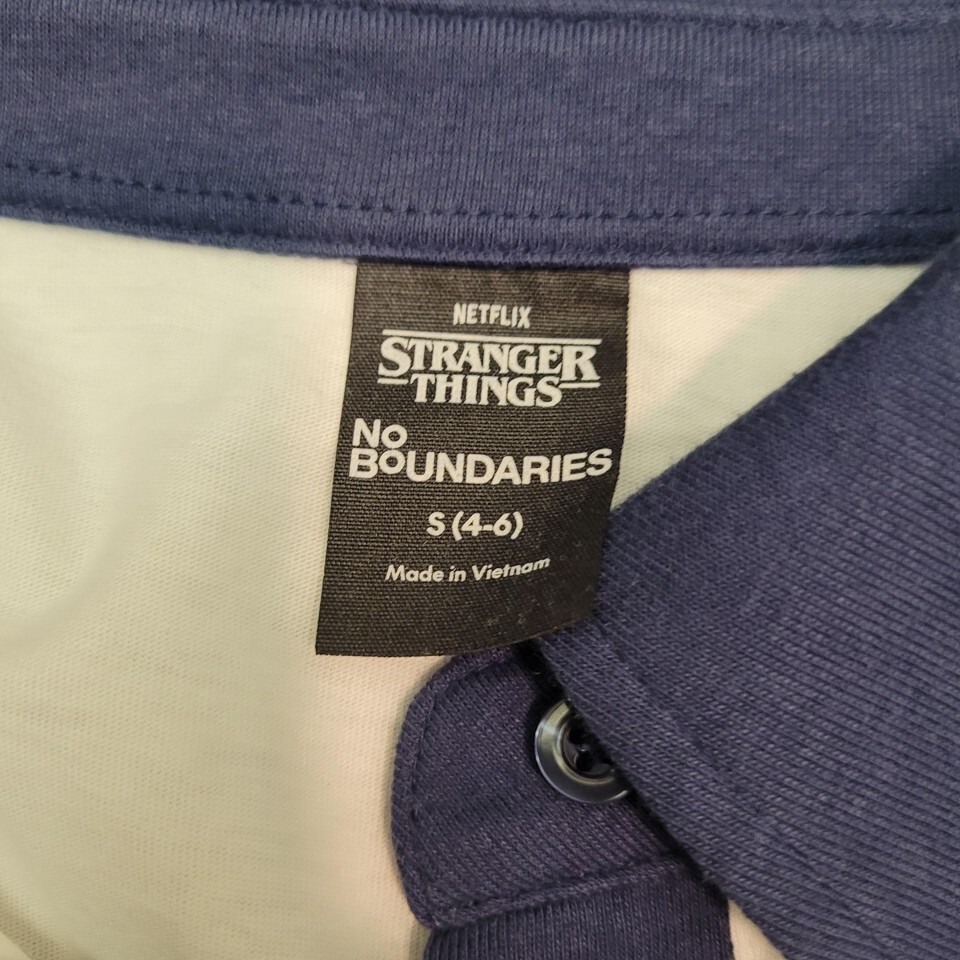 NETFLIX
STRANGER
THINGS
No
BoUNDARIES
S (4-6)
Made in Vietnam